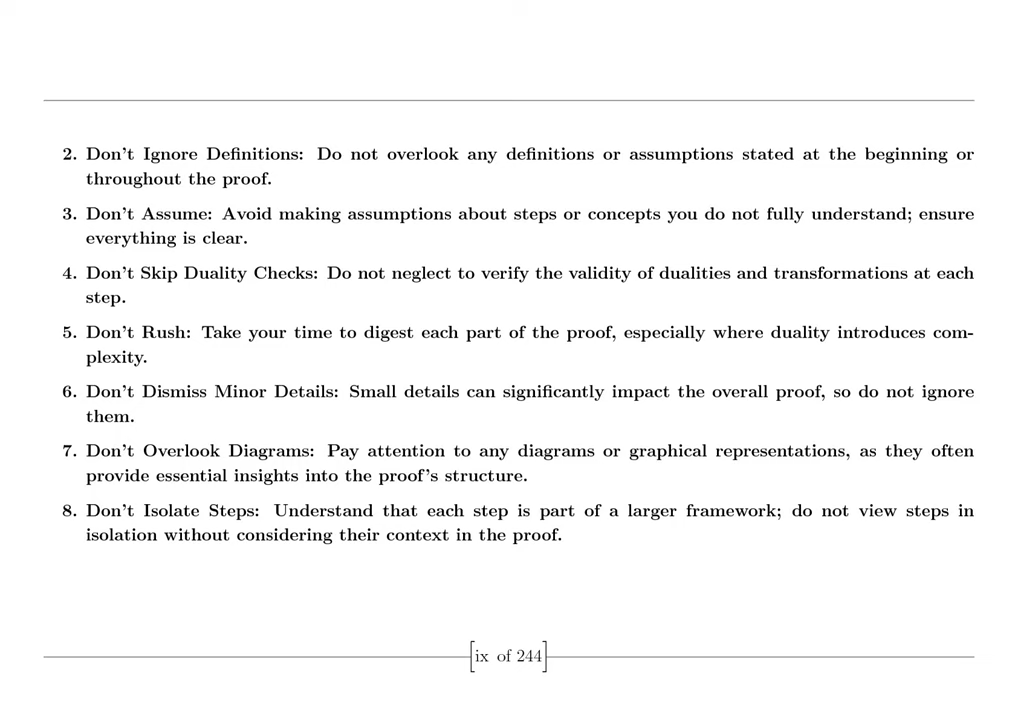 2. Don't Ignore Definitions: Do not overlook any definitions or assumptions stated at the beginning or
throughout the proof.
3. Don't Assume: Avoid making assumptions about steps or concepts you do not fully understand; ensure
everything is clear.
4. Don't Skip Duality Checks: Do not neglect to verify the validity of dualities and transformations at each
step.
5. Don't Rush: Take your time to digest each part of the proof, especially where duality introduces com-
plexity.
6. Don't Dismiss Minor Details: Small details can significantly impact the overall proof, so do not ignore
them.
7. Don't Overlook Diagrams: Pay attention to any diagrams or graphical representations, as they often
provide essential insights into the proof's structure.
8. Don't Isolate Steps: Understand that each step is part of a larger framework; do not view steps in
isolation without considering their context in the proof.
[ix of 244]